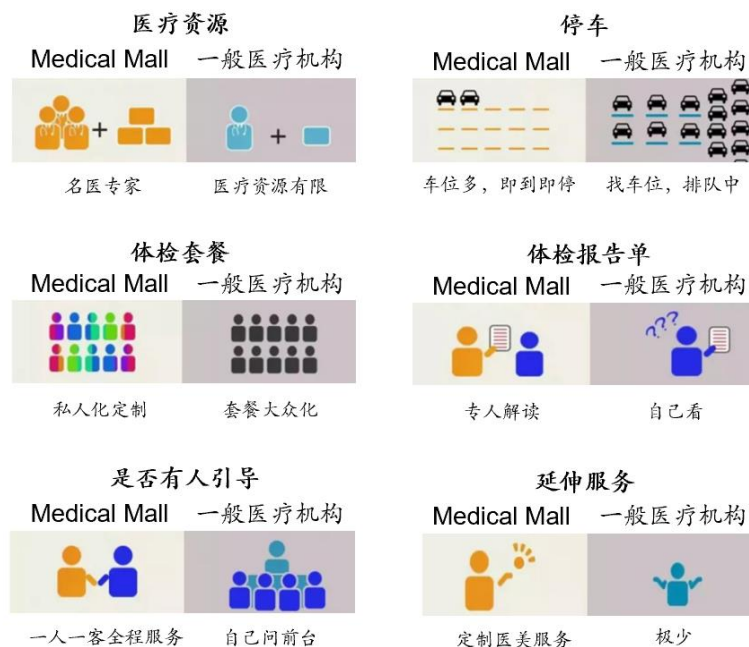 医疗资源
Medical Mall 一般医疗机构
名医专家 医疗资源有限
停车
Medical Mall 一般医疗机构
车位多，即到即停 找车位，排队中
体检套餐
Medical Mall 一般医疗机构
私人化定制 套餐大众化
体检报告单
Medical Mall 一般医疗机构
???
专人解读 自己看
是否有人引导
Medical Mall 一般医疗机构
一人一客全程服务 自己问前台
延伸服务
Medical Mall 一般医疗机构
定制医美服务 极少